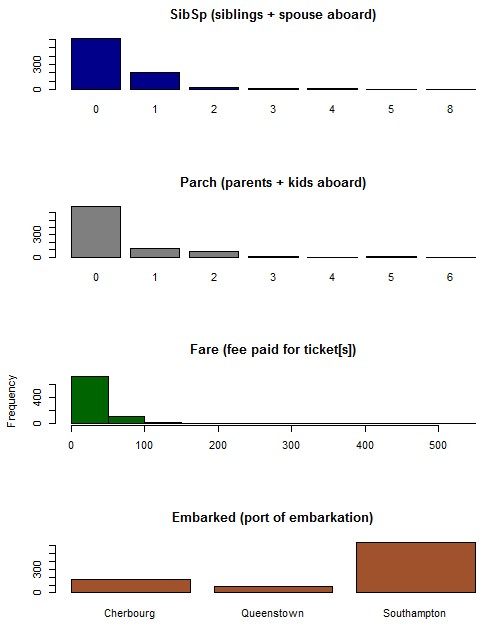 SibSp (siblings + spouse aboard)
300
0
0 1 2 3 4 5 8
Parch (parents + kids aboard)
300
0
0 1 2 3 4 5 6
Fare (fee paid for ticket[s])
Frequency
400
0
0 100 200 300 400 500
Embarked (port of embarkation)
300
0
Cherbourg Queenstown Southampton